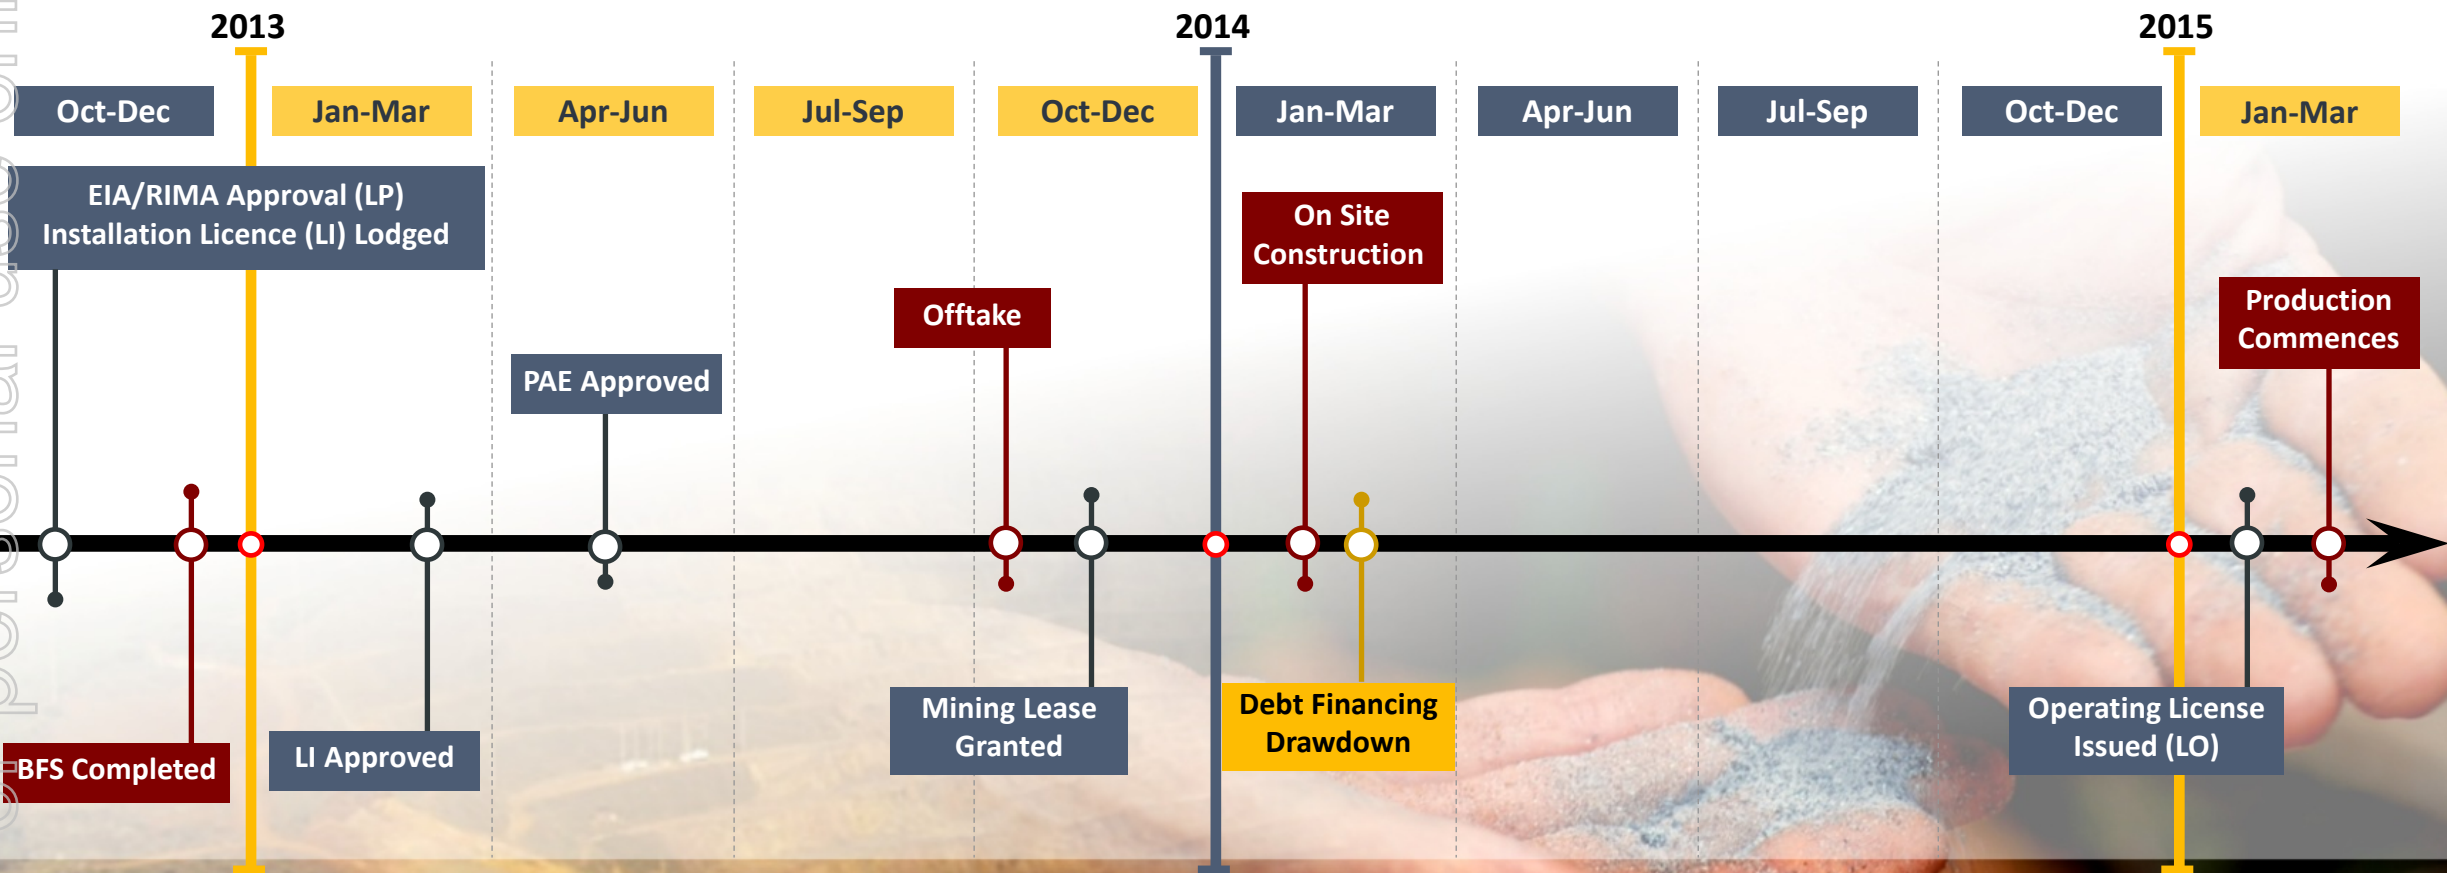 2013
2014
2015
Oct-Dec
Jan-Mar
Apr-Jun
Jul-Sep
Oct-Dec
Jan-Mar
Apr-Jun
Jul-Sep
Oct-Dec
Jan-Mar
EIA/RIMA Approval (LP)
Installation Licence (LI) Lodged
On Site
Construction
Offtake
Production
Commences
PAE Approved
BFS Completed
LI Approved
Mining Lease
Granted
Debt Financing
Drawdown
Operating License
Issued (LO)